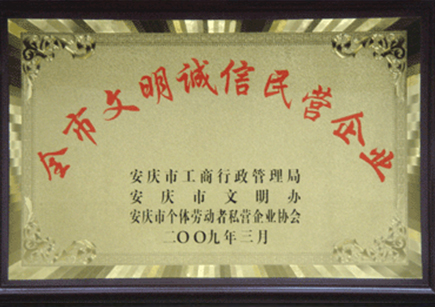 全市文明诚信民营企业
安庆市工商行政管理局
安庆市文明办
安庆市个体劳动者私营企业协会
二〇〇九年三月